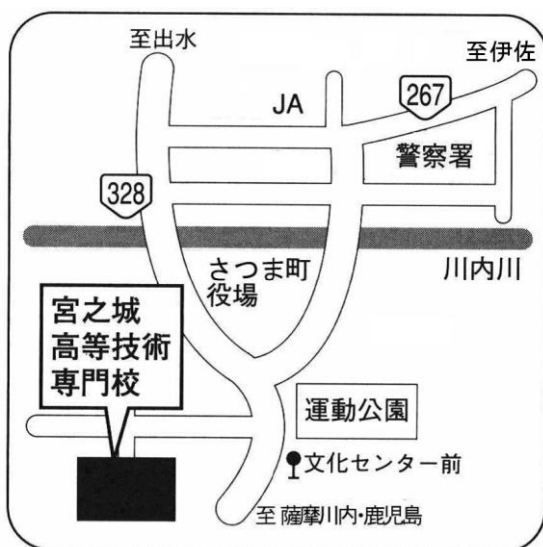 至出水
至伊佐
JA
267
警察署
328
さつま町
役場
川内川
宮之城
高等技術
専門校
運動公園
文化センター前
至 薩摩川内・鹿児島